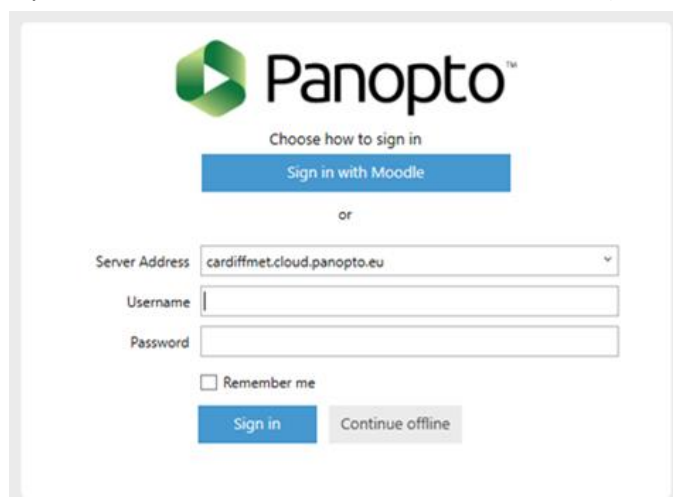 Panopto™
Choose how to sign in
Sign in with Moodle
or
Server Address cardiffmet.cloud.panopto.eu
Username
Password
Remember me
Sign in Continue offline